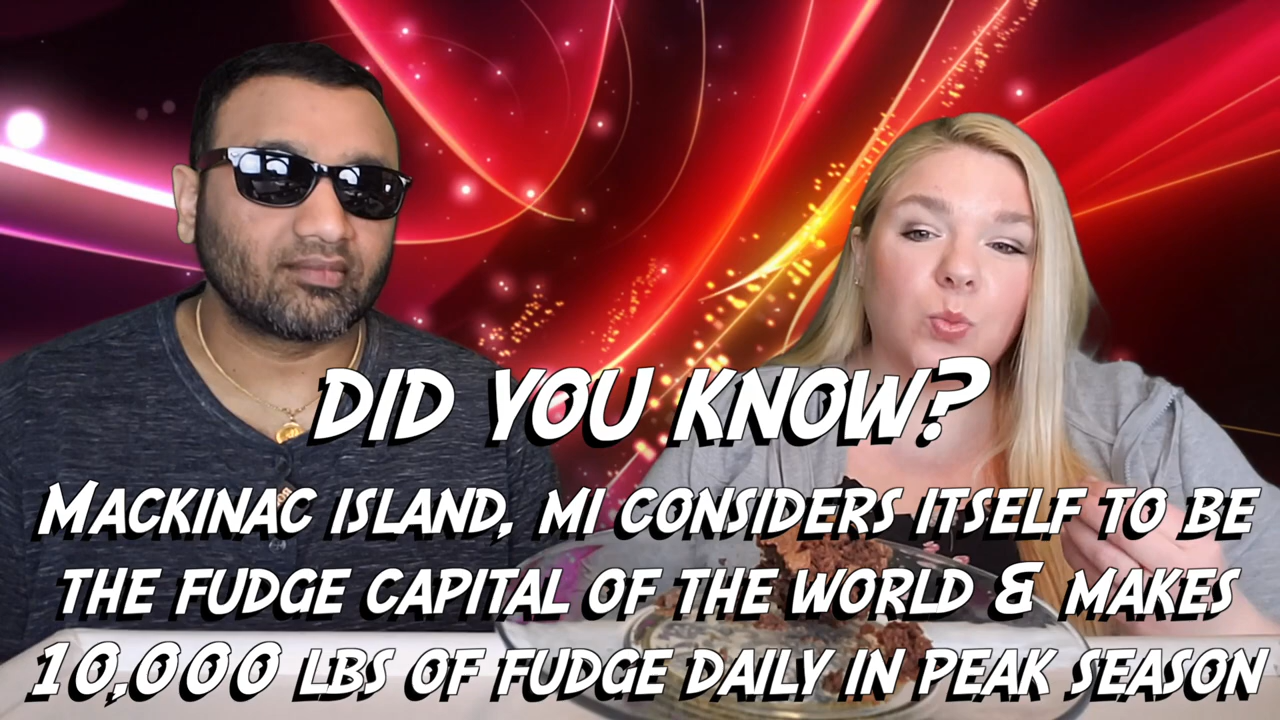 DID YOU KNOW?
MACKINAC ISLAND, MI CONSIDERS ITSELF TO BE
THE FUDGE CAPITAL OF THE WORLD & MAKES
10,000 LBS OF FUDGE DAILY IN PEAK SEASON